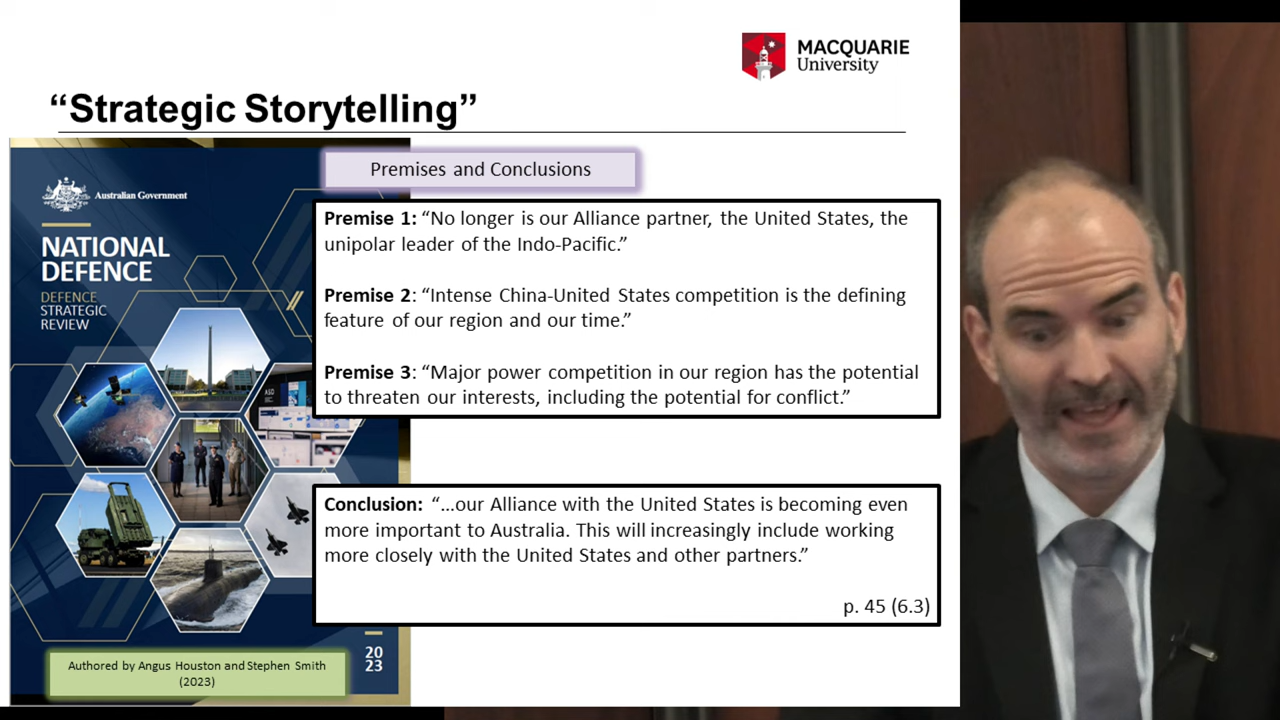 MACQUARIE
University
“Strategic Storytelling”
Australian Government
NATIONAL
DEFENCE
DEFENCE
STRATEGIC
REVIEW
20
23
Authored by Angus Houston and Stephen Smith
(2023)
Premises and Conclusions
Premise 1: “No longer is our Alliance partner, the United States, the
unipolar leader of the Indo-Pacific.”
Premise 2: “Intense China-United States competition is the defining
feature of our region and our time.”
Premise 3: “Major power competition in our region has the potential
to threaten our interests, including the potential for conflict.”
Conclusion: “…our Alliance with the United States is becoming even
more important to Australia. This will increasingly include working
more closely with the United States and other partners.”
p. 45 (6.3)